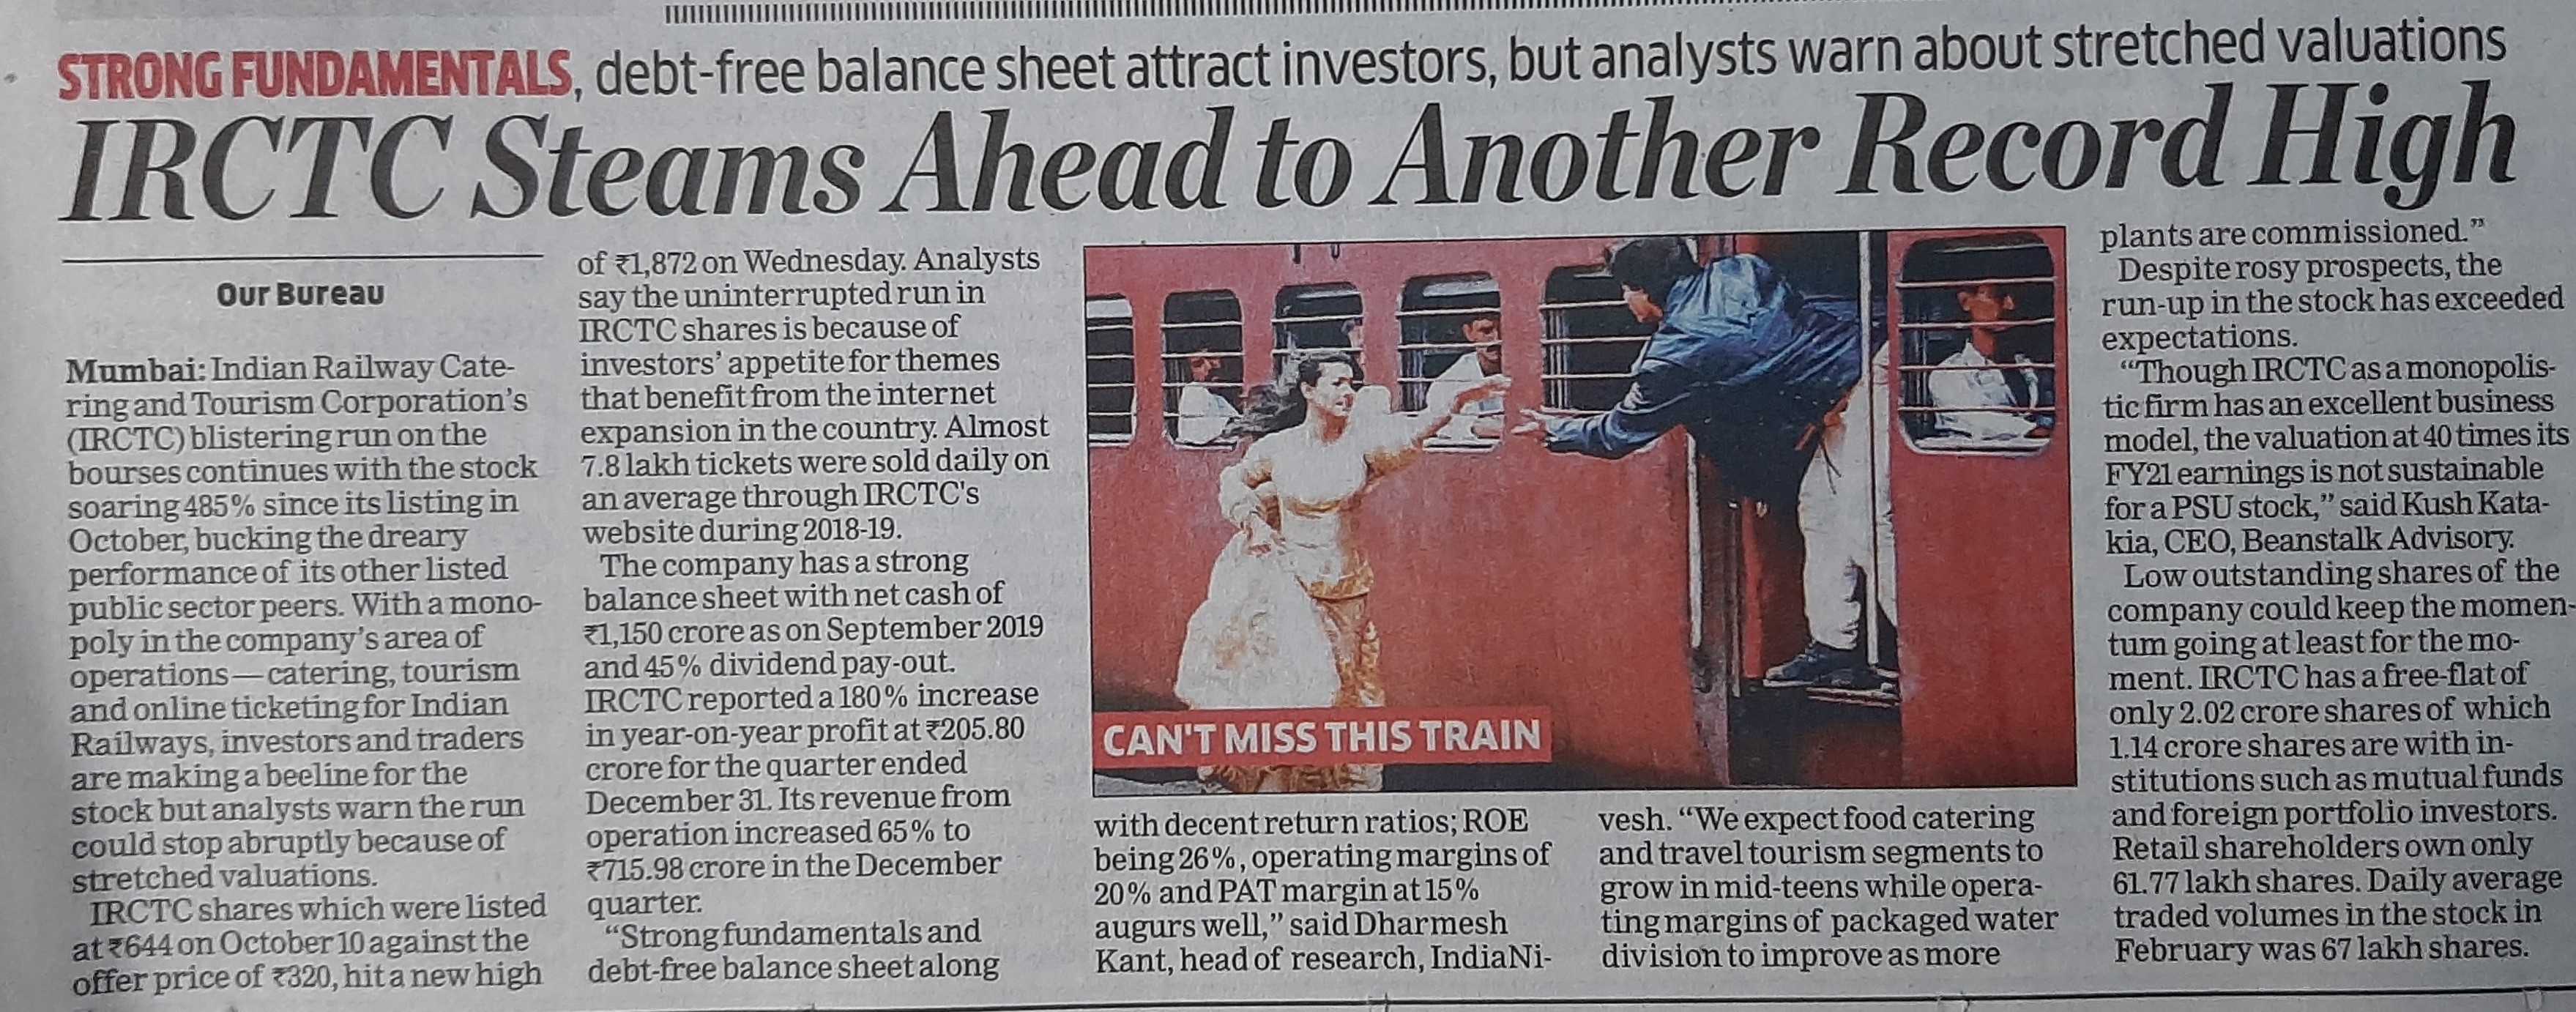 STRONG FUNDAMENTALS, debt-free balance sheet attract investors, but analysts warn about stretched valuations
IRCTC Steams Ahead to Another Record High
Our Bureau
Mumbai: Indian Railway Cate-
ring and Tourism Corporation's
(IRCTC) blistering run on the
bourses continues with the stock
soaring 485% since its listing in
October, bucking the dreary
performance of its other listed
public sector peers. With a mono-
poly in the company's area of
operations—catering, tourism
and online ticketing for Indian
Railways, investors and traders
are making a beeline for the
stock but analysts warn the run
could stop abruptly because of
stretched valuations.
IRCTC shares which were listed
at ₹644 on October 10 against the
offer price of ₹320, hit a new high
of ₹1,872 on Wednesday. Analysts
say the uninterrupted run in
IRCTC shares is because of
investors' appetite for themes
that benefit from the internet
expansion in the country. Almost
7.8 lakh tickets were sold daily on
an average through IRCTC's
website during 2018-19.
The company has a strong
balance sheet with net cash of
₹1,150 crore as on September 2019
and 45% dividend pay-out.
IRCTC reported a 180% increase
in year-on-year profit at ₹205.80
crore for the quarter ended
December 31. Its revenue from
operation increased 65% to
₹715.98 crore in the December
quarter.
"Strong fundamentals and
debt-free balance sheet along
CAN'T MISS THIS TRAIN
with decent return ratios; ROE
being 26%, operating margins of
20% and PAT margin at 15%
augurs well," said Dharmesh
Kant, head of research, IndiaNi-
vesh. "We expect food catering
and travel tourism segments to
grow in mid-teens while opera-
ting margins of packaged water
division to improve as more
plants are commissioned."
Despite rosy prospects, the
run-up in the stock has exceeded
expectations.
"Though IRCTC as a monopolis-
tic firm has an excellent business
model, the valuation at 40 times its
FY21 earnings is not sustainable
for a PSU stock," said Kush Kata-
kia, CEO, Beanstalk Advisory.
Low outstanding shares of the
company could keep the momen-
tum going at least for the mo-
ment. IRCTC has a free-flat of
only 2.02 crore shares of which
1.14 crore shares are with in-
stitutions such as mutual funds
and foreign portfolio investors.
Retail shareholders own only
61.77 lakh shares. Daily average
traded volumes in the stock in
February was 67 lakh shares.